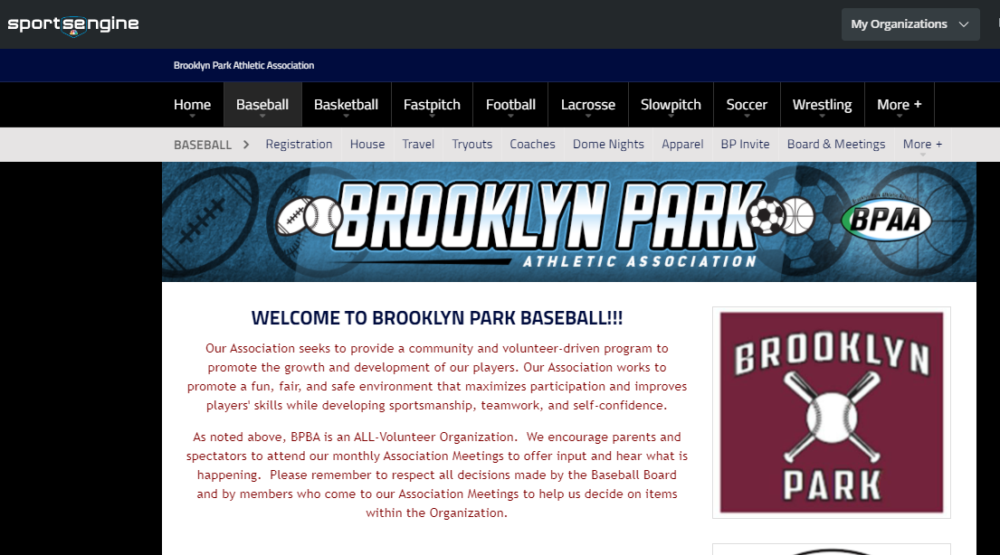 sportsengine
My Organizations
Brooklyn Park Athletic Association
Home Baseball Basketball Fastpitch Football Lacrosse Slowpitch Soccer Wrestling More +
BASEBALL Registration House Travel Tryouts Coaches Dome Nights Apparel BP Invite Board & Meetings More +
BROOKLYN PARK
ATHLETIC ASSOCIATION
BPAA
WELCOME TO BROOKLYN PARK BASEBALL!!!
Our Association seeks to provide a community and volunteer-driven program to
promote the growth and development of our players. Our Association works to
promote a fun, fair, and safe environment that maximizes participation and improves
players' skills while developing sportsmanship, teamwork, and self-confidence.
As noted above, BPBA is an ALL-Volunteer Organization.  We encourage parents and
spectators to attend our monthly Association Meetings to offer input and hear what is
happening.  Please remember to respect all decisions made by the Baseball Board
and by members who come to our Association Meetings to help us decide on items
within the Organization.
BROOKLYN
PARK